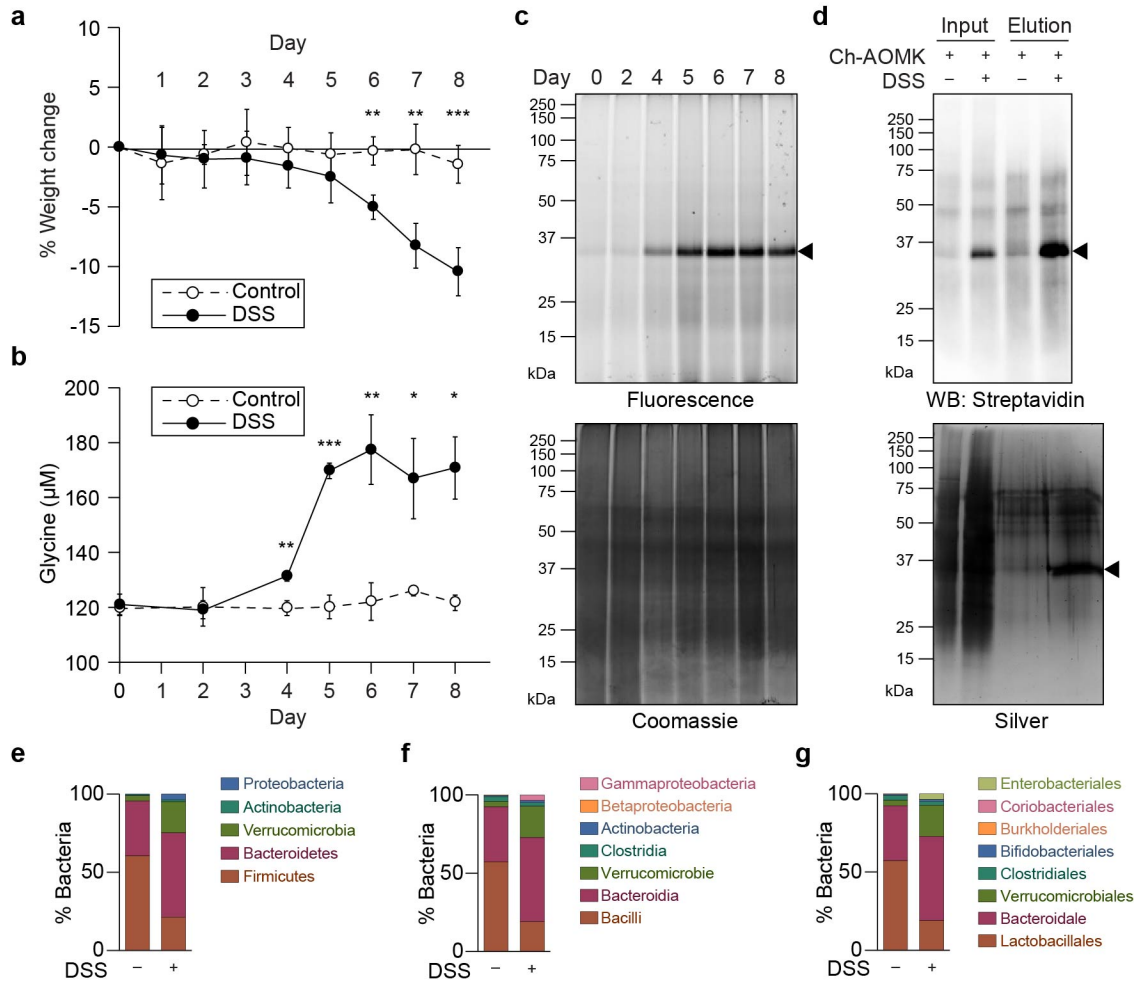 a
10
5
0
-5
-10
-15
% Weight change
Day
1 2 3 4 5 6 7 8
** ** ***
Control
DSS
b
200
180
160
140
120
100
Glycine (µM)
Control
DSS
** *** ** * *
0 1 2 3 4 5 6 7 8
Day
c
Day 0 2 4 5 6 7 8
250
150
100
75
50
37
25
15
kDa
Fluorescence
250
150
100
75
50
37
25
15
kDa
Coomassie
d
Input Elution
Ch-AOMK + + + +
DSS – + – +
250
150
100
75
50
37
25
15
kDa
WB: Streptavidin
250
150
100
75
50
37
25
15
kDa
Silver
e
100
50
0
% Bacteria
DSS – +
Proteobacteria
Actinobacteria
Verrucomicrobia
Bacteroidetes
Firmicutes
f
100
50
0
% Bacteria
DSS – +
Gammaproteobacteria
Betaproteobacteria
Actinobacteria
Clostridia
Verrucomicrobie
Bacteroidia
Bacilli
g
100
50
0
% Bacteria
DSS – +
Enterobacteriales
Coriobacteriales
Burkholderiales
Bifidobacteriales
Clostridiales
Verrucomicrobiales
Bacteroidale
Lactobacillales